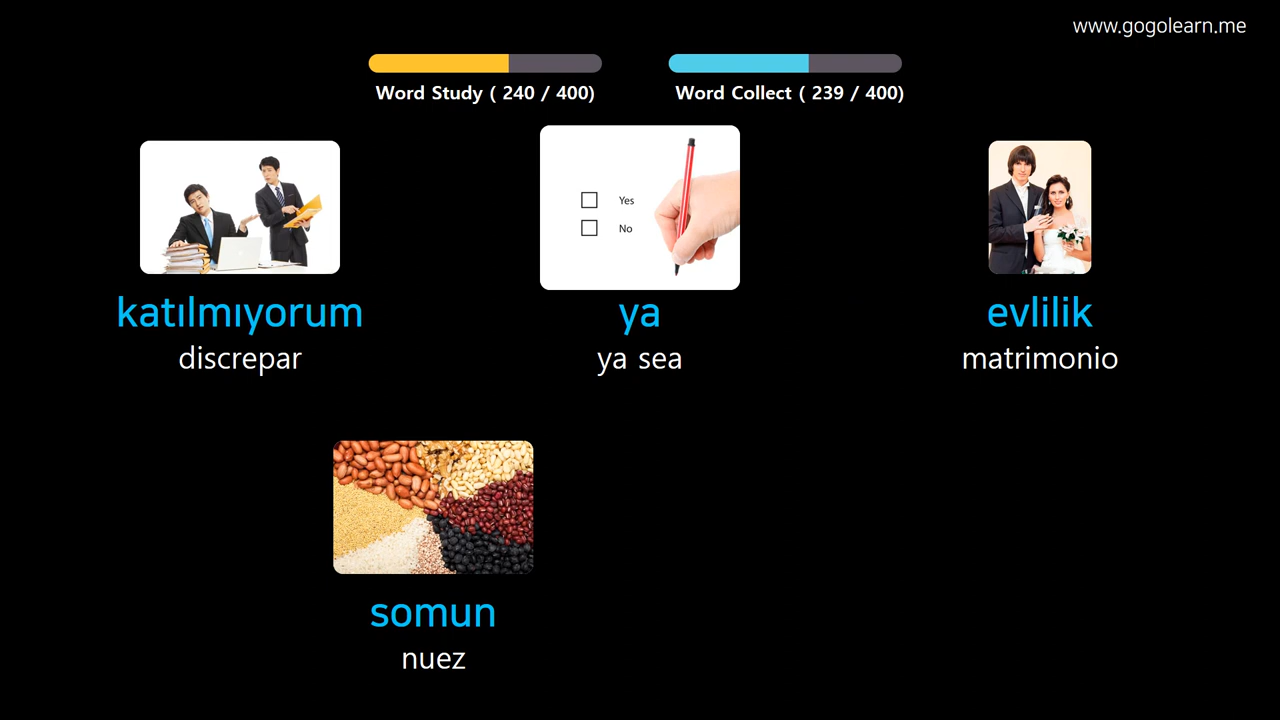 www.gogolearn.me
Word Study ( 240 / 400)
Word Collect ( 239 / 400)
Yes
No
katılmıyorum
discrepar
ya
ya sea
evlilik
matrimonio
somun
nuez